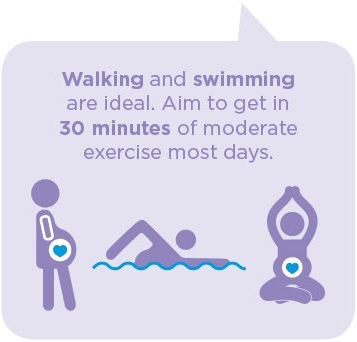 Walking and swimming
are ideal. Aim to get in
30 minutes of moderate
exercise most days.